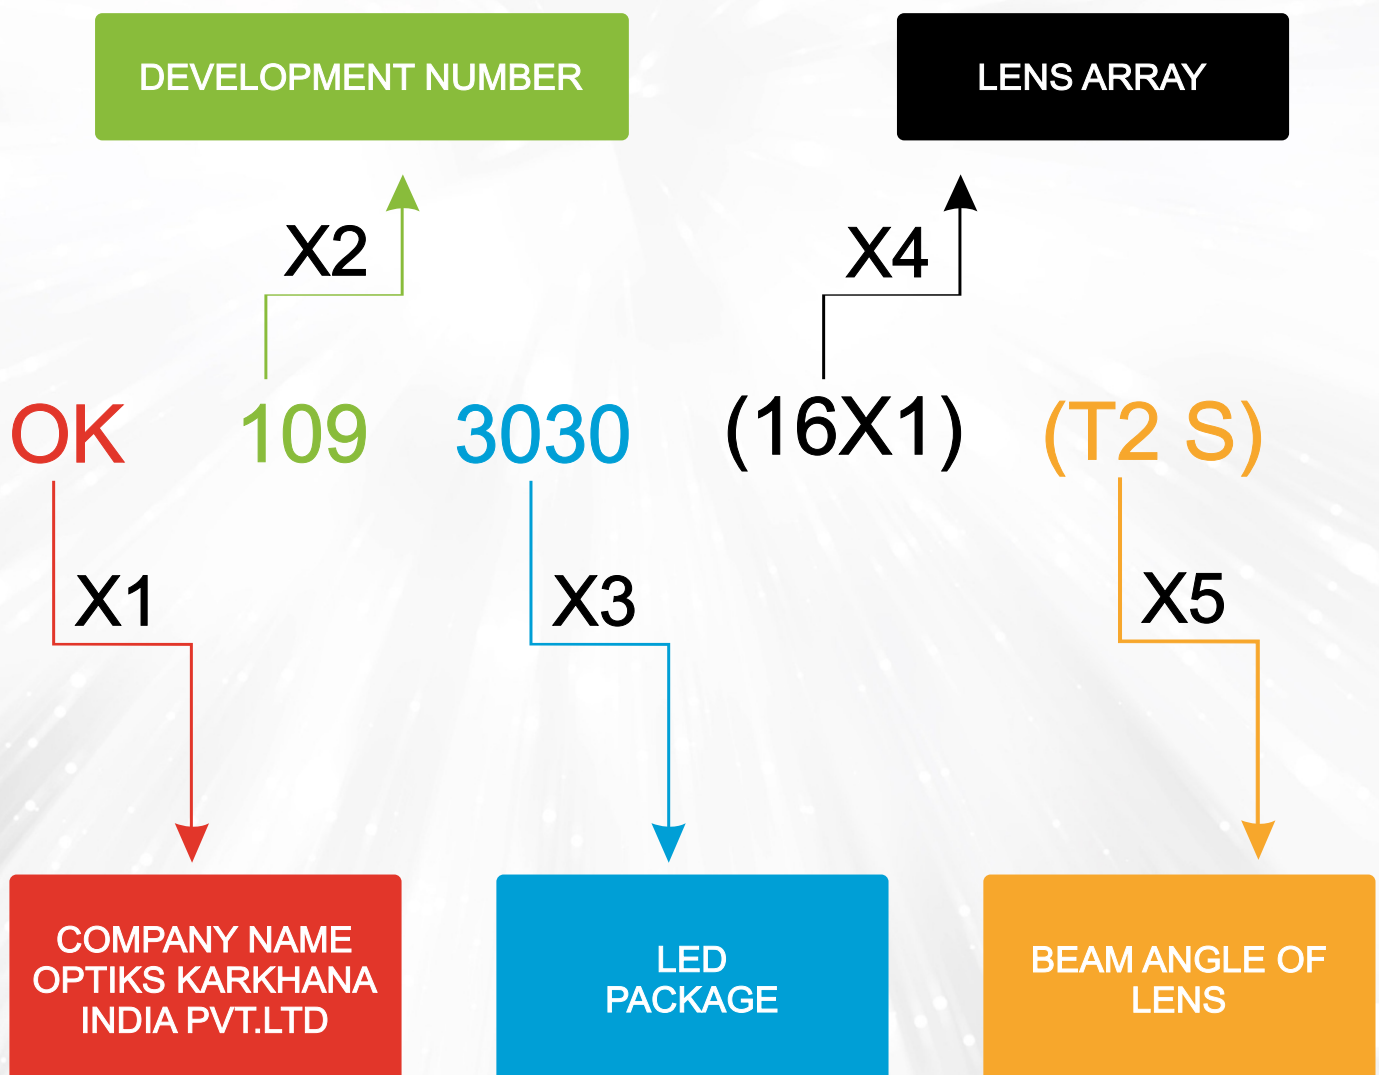 DEVELOPMENT NUMBER
LENS ARRAY
X2
X4
OK 109 3030 (16X1) (T2 S)
X1
X3
X5
COMPANY NAME
OPTIKS KARKHANA
INDIA PVT.LTD
LED
PACKAGE
BEAM ANGLE OF
LENS